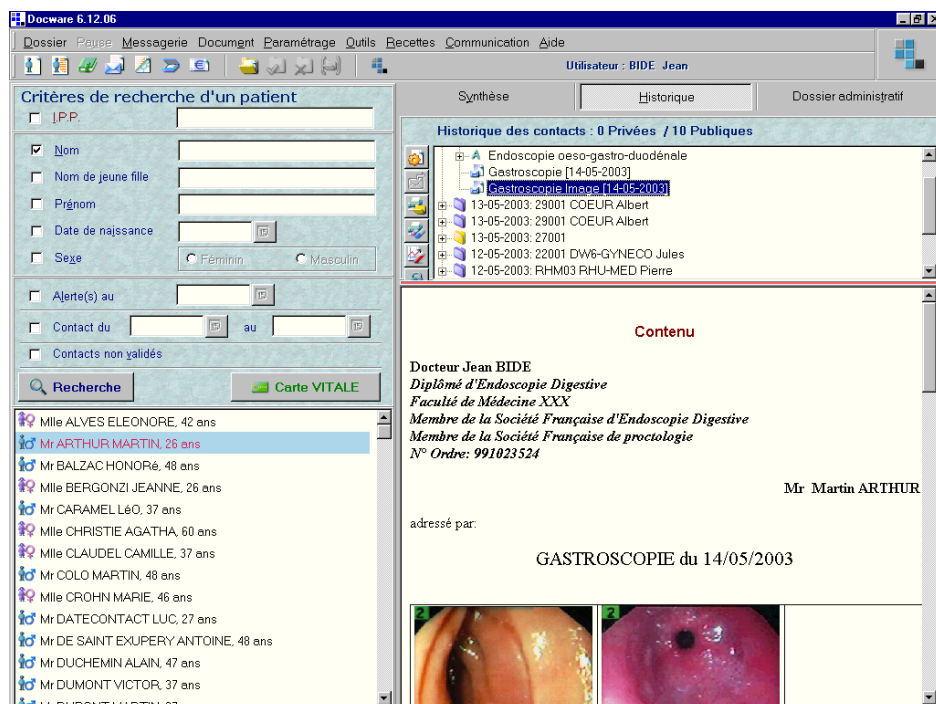 Docware 6.12.06
Dossier Pause Messagerie Document Paramétrage Outils Recettes Communication Aide
Utilisateur : BIDE Jean
Critères de recherche d'un patient
I.P.P.
Nom
Nom de jeune fille
Prénom
Date de naissance
Sexe
Féminin Masculin
Alerte(s) au
Contact du au
Contacts non validés
Recherche Carte VITALE
Mlle ALVES ELEONORE, 42 ans
Mr ARTHUR MARTIN, 26 ans
Mr BALZAC HONORé, 48 ans
Mlle BERGONZI JEANNE, 26 ans
Mr CARAMEL LéO, 37 ans
Mlle CHRISTIE AGATHA, 60 ans
Mlle CLAUDEL CAMILLE, 37 ans
Mr COLO MARTIN, 48 ans
Mlle CROHN MARIE, 46 ans
Mr DATECONTACT LUC, 27 ans
Mr DE SAINT EXUPERY ANTOINE, 48 ans
Mr DUCHEMIN ALAIN, 47 ans
Mr DUMONT VICTOR, 37 ans
Synthèse Historique Dossier administratif
Historique des contacts : 0 Privées / 10 Publiques
A Endoscopie oeso-gastro-duodénale
Gastroscopie [14-05-2003]
Gastroscopie Image [14-05-2003]
13-05-2003: 29001 COEUR Albert
13-05-2003: 29001 COEUR Albert
13-05-2003: 27001
12-05-2003: 22001 DW6-GYNECO Jules
12-05-2003: RHM03 RHU-MED Pierre
Contenu
Docteur Jean BIDE
Diplômé d'Endoscopie Digestive
Faculté de Médecine XXX
Membre de la Société Française d'Endoscopie Digestive
Membre de la Société Française de proctologie
N° Ordre: 991023524
Mr Martin ARTHUR
adressé par:
GASTROSCOPIE du 14/05/2003
2 2